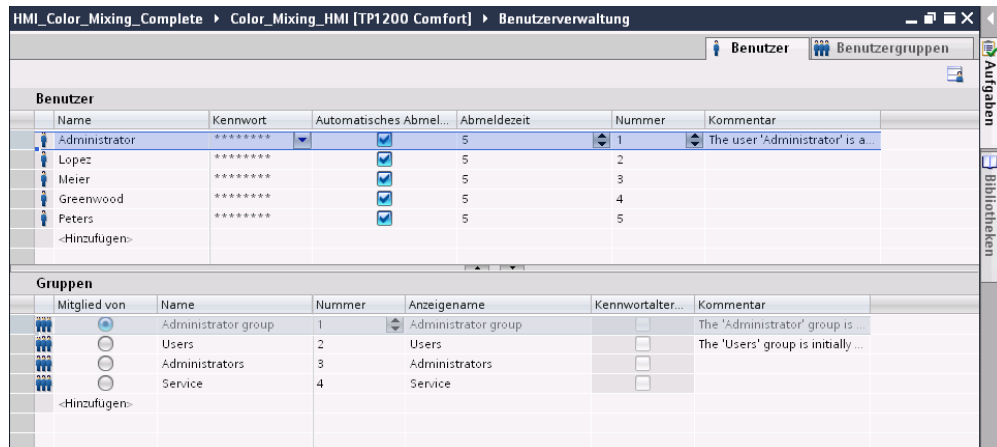 HMI_Color_Mixing_Complete ▸ Color_Mixing_HMI [TP1200 Comfort] ▸ Benutzerverwaltung
Benutzer Benutzergruppen
Benutzer
Name Kennwort Automatisches Abmel... Abmeldezeit Nummer Kommentar
Administrator ******** 5 1 The user 'Administrator' is a...
Lopez ******** 5 2
Meier ******** 5 3
Greenwood ******** 5 4
Peters ******** 5 5
<Hinzufügen>
Gruppen
Mitglied von Name Nummer Anzeigename Kennwortalter... Kommentar
Administrator group 1 Administrator group The 'Administrator' group is ...
Users 2 Users The 'Users' group is initially ...
Administrators 3 Administrators
Service 4 Service
<Hinzufügen>
Aufgaben
Bibliotheken